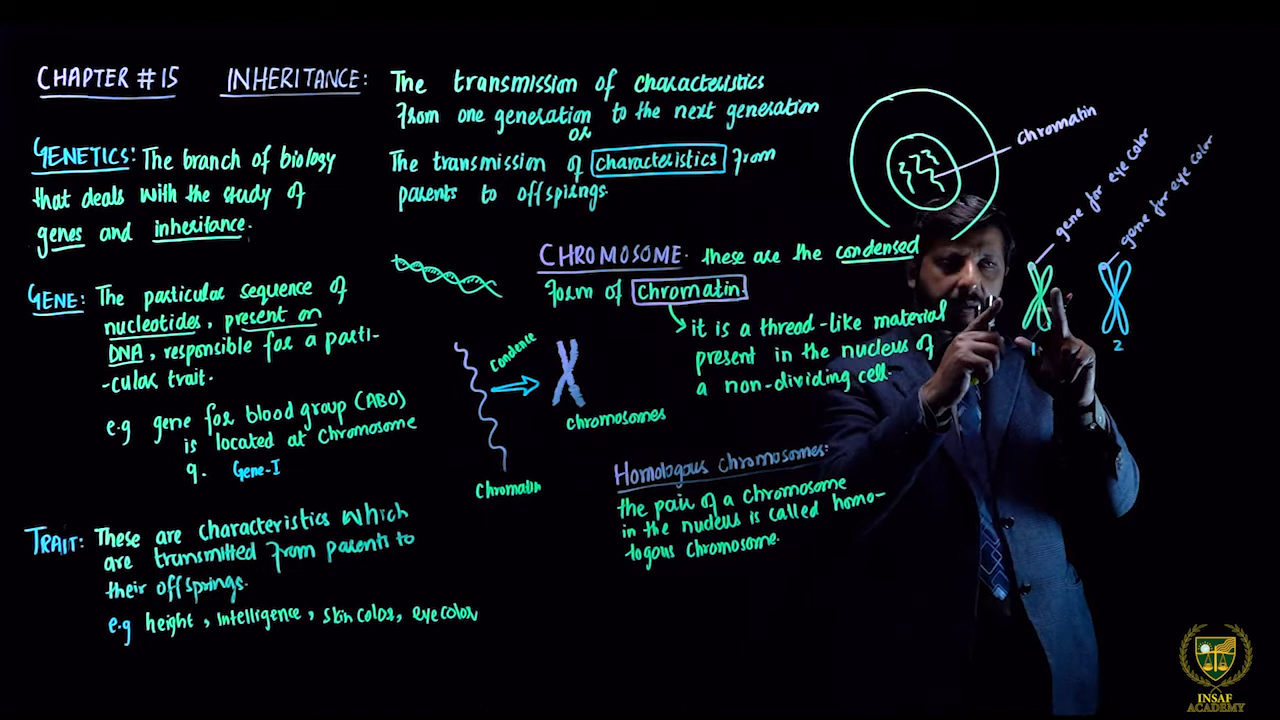 CHAPTER #15 INHERITANCE: The transmission of characteristics
from one generation to the next generation
OR
The transmission of characteristics from
parents to offsprings.
GENETICS: The branch of biology
that deals with the study of
genes and inheritance.
GENE: The particular sequence of
nucleotides, present on
DNA, responsible for a parti-
-cular trait.
e.g gene for blood group (ABO)
is located at Chromosome
9. Gene-I
TRAIT: These are characteristics which
are transmitted from parents to
their offsprings.
e.g height, intelligence, skin color, eye color
CHROMOSOME. these are the condensed
form of chromatin.
it is a thread-like material
present in the nucleus of
a non-dividing cell.
Condence
chromosomes
Chromatin
Homologous chromosomes:
the pair of a chromosome
in the nucleus is called homo-
logous chromosome.
chromatin
gene for eye color
gene for eye color
1
2
INSAF
ACADEMY